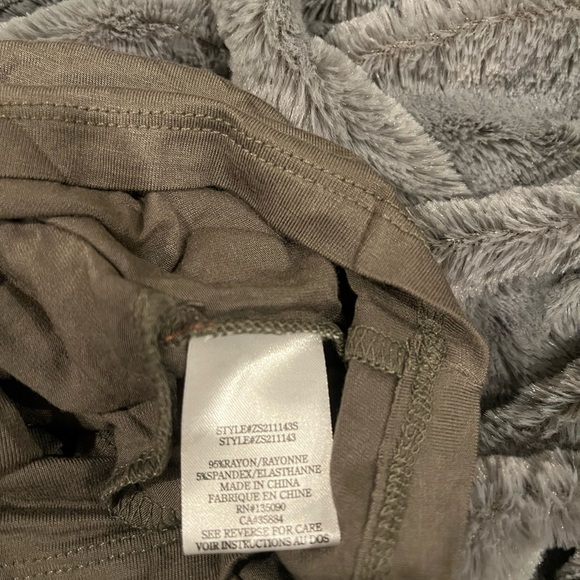 STYLE#ZS211143S
STYLE#ZS211143
95%RAYON/RAYONNE
5%SPANDEX/ELASTHANNE
MADE IN CHINA
FABRIQUE EN CHINE
RN#135090
CA#35884
SEE REVERSE FOR CARE
VOIR INSTRUCTIONS AU DOS